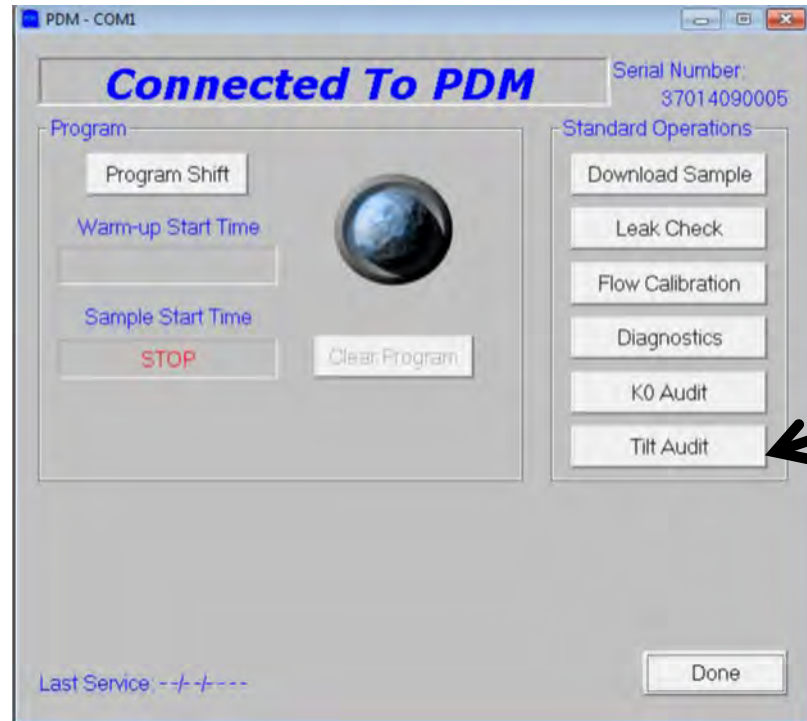 PDM - COM1
Connected To PDM
Serial Number:
37014090005
Program
Program Shift
Warm-up Start Time
Sample Start Time
STOP
Clear Program
Standard Operations
Download Sample
Leak Check
Flow Calibration
Diagnostics
K0 Audit
Tilt Audit
Last Service: --/--/----
Done